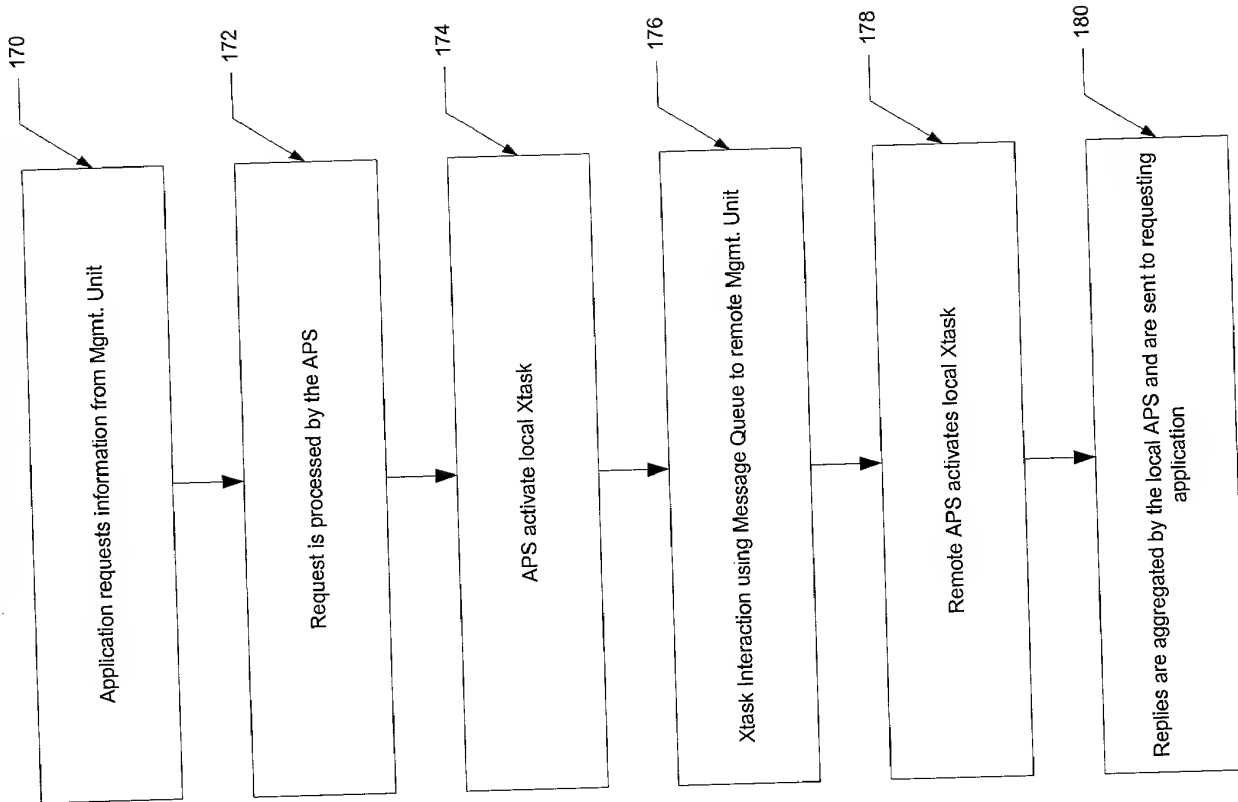 170
Application requests information from Mgmt. Unit
172
Request is processed by the APS
174
APS activate local Xtask
176
Xtask Interaction using Message Queue to remote Mgmt. Unit
178
Remote APS activates local Xtask
180
Replies are aggregated by the local APS and are sent to requesting
application